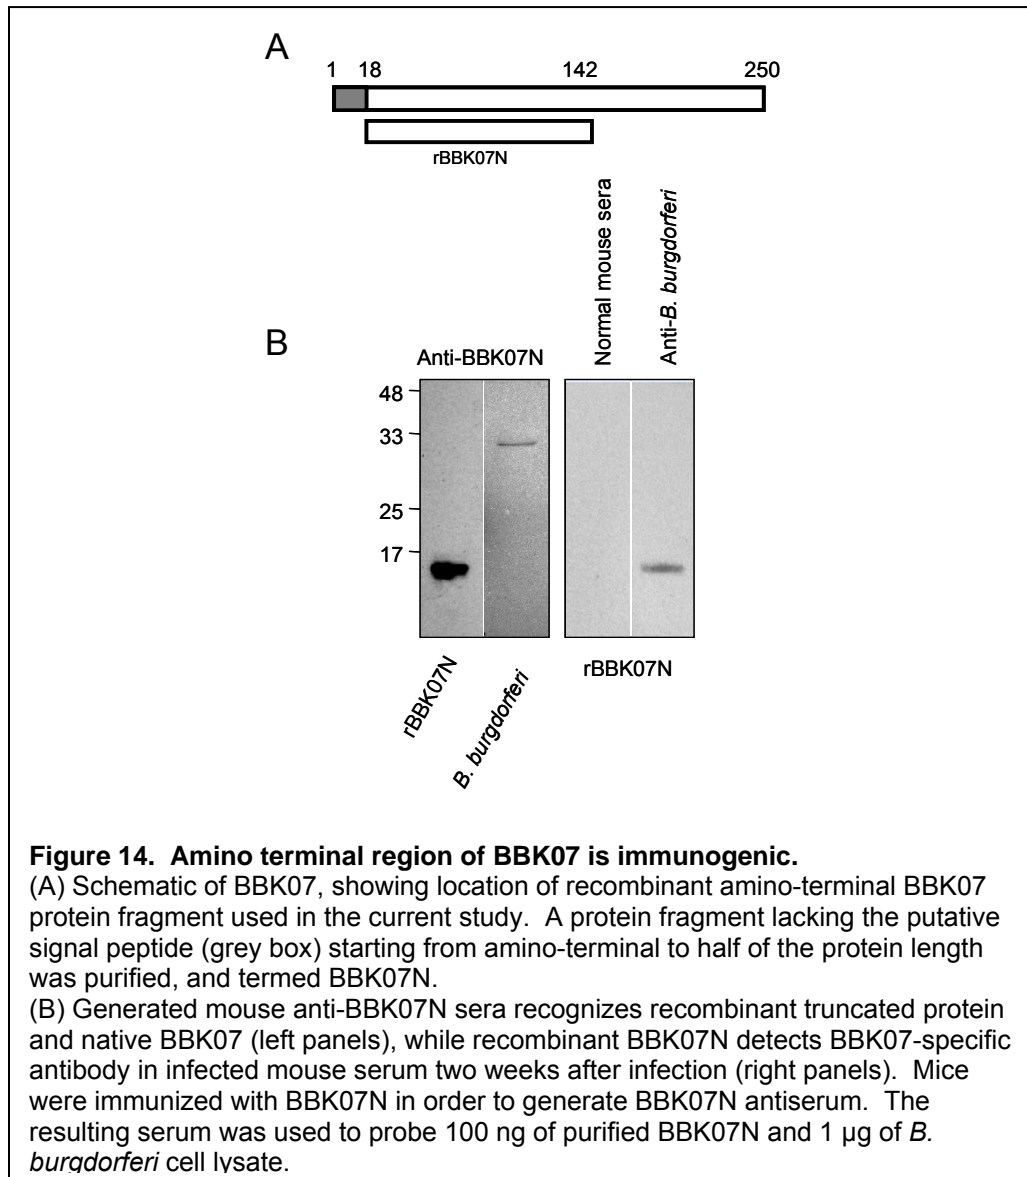 A
1 18 142 250
rBBK07N
Normal mouse sera
Anti-B. burgdorferi
B
Anti-BBK07N
48
33
25
17
rBBK07N
B. burgdorferi
rBBK07N
Figure 14. Amino terminal region of BBK07 is immunogenic.
(A) Schematic of BBK07, showing location of recombinant amino-terminal BBK07
protein fragment used in the current study. A protein fragment lacking the putative
signal peptide (grey box) starting from amino-terminal to half of the protein length
was purified, and termed BBK07N.
(B) Generated mouse anti-BBK07N sera recognizes recombinant truncated protein
and native BBK07 (left panels), while recombinant BBK07N detects BBK07-specific
antibody in infected mouse serum two weeks after infection (right panels). Mice
were immunized with BBK07N in order to generate BBK07N antiserum. The
resulting serum was used to probe 100 ng of purified BBK07N and 1 µg of B.
burgdorferi cell lysate.